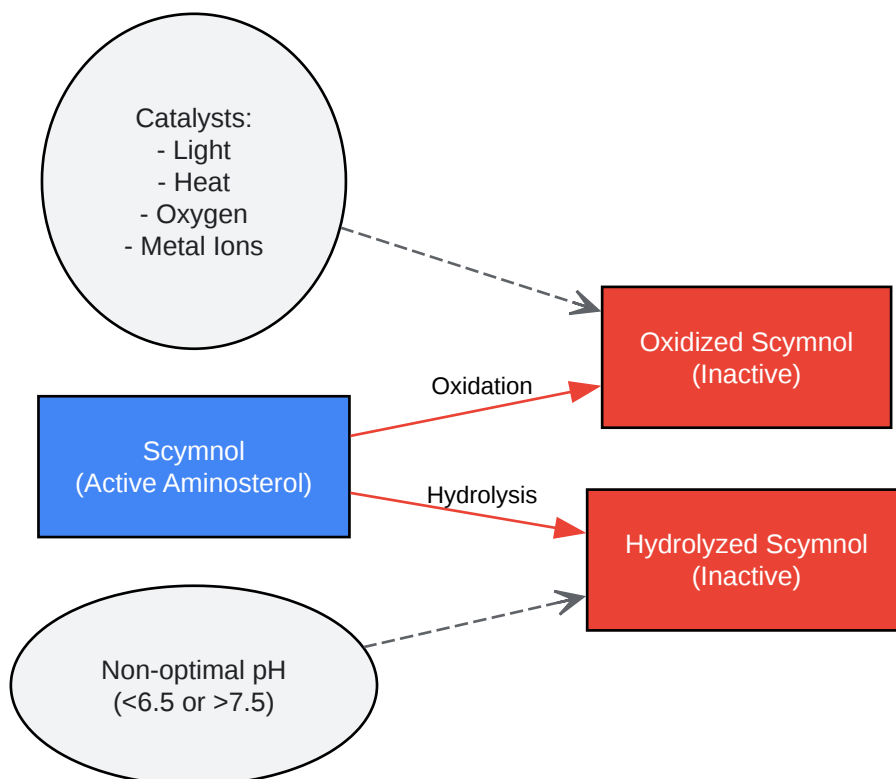 Catalysts:
- Light
- Heat
- Oxygen
- Metal Ions
Oxidized Scymnol
(Inactive)
Oxidation
Scymnol
(Active Aminosterol)
Hydrolysis
Hydrolyzed Scymnol
(Inactive)
Non-optimal pH
(<6.5 or >7.5)